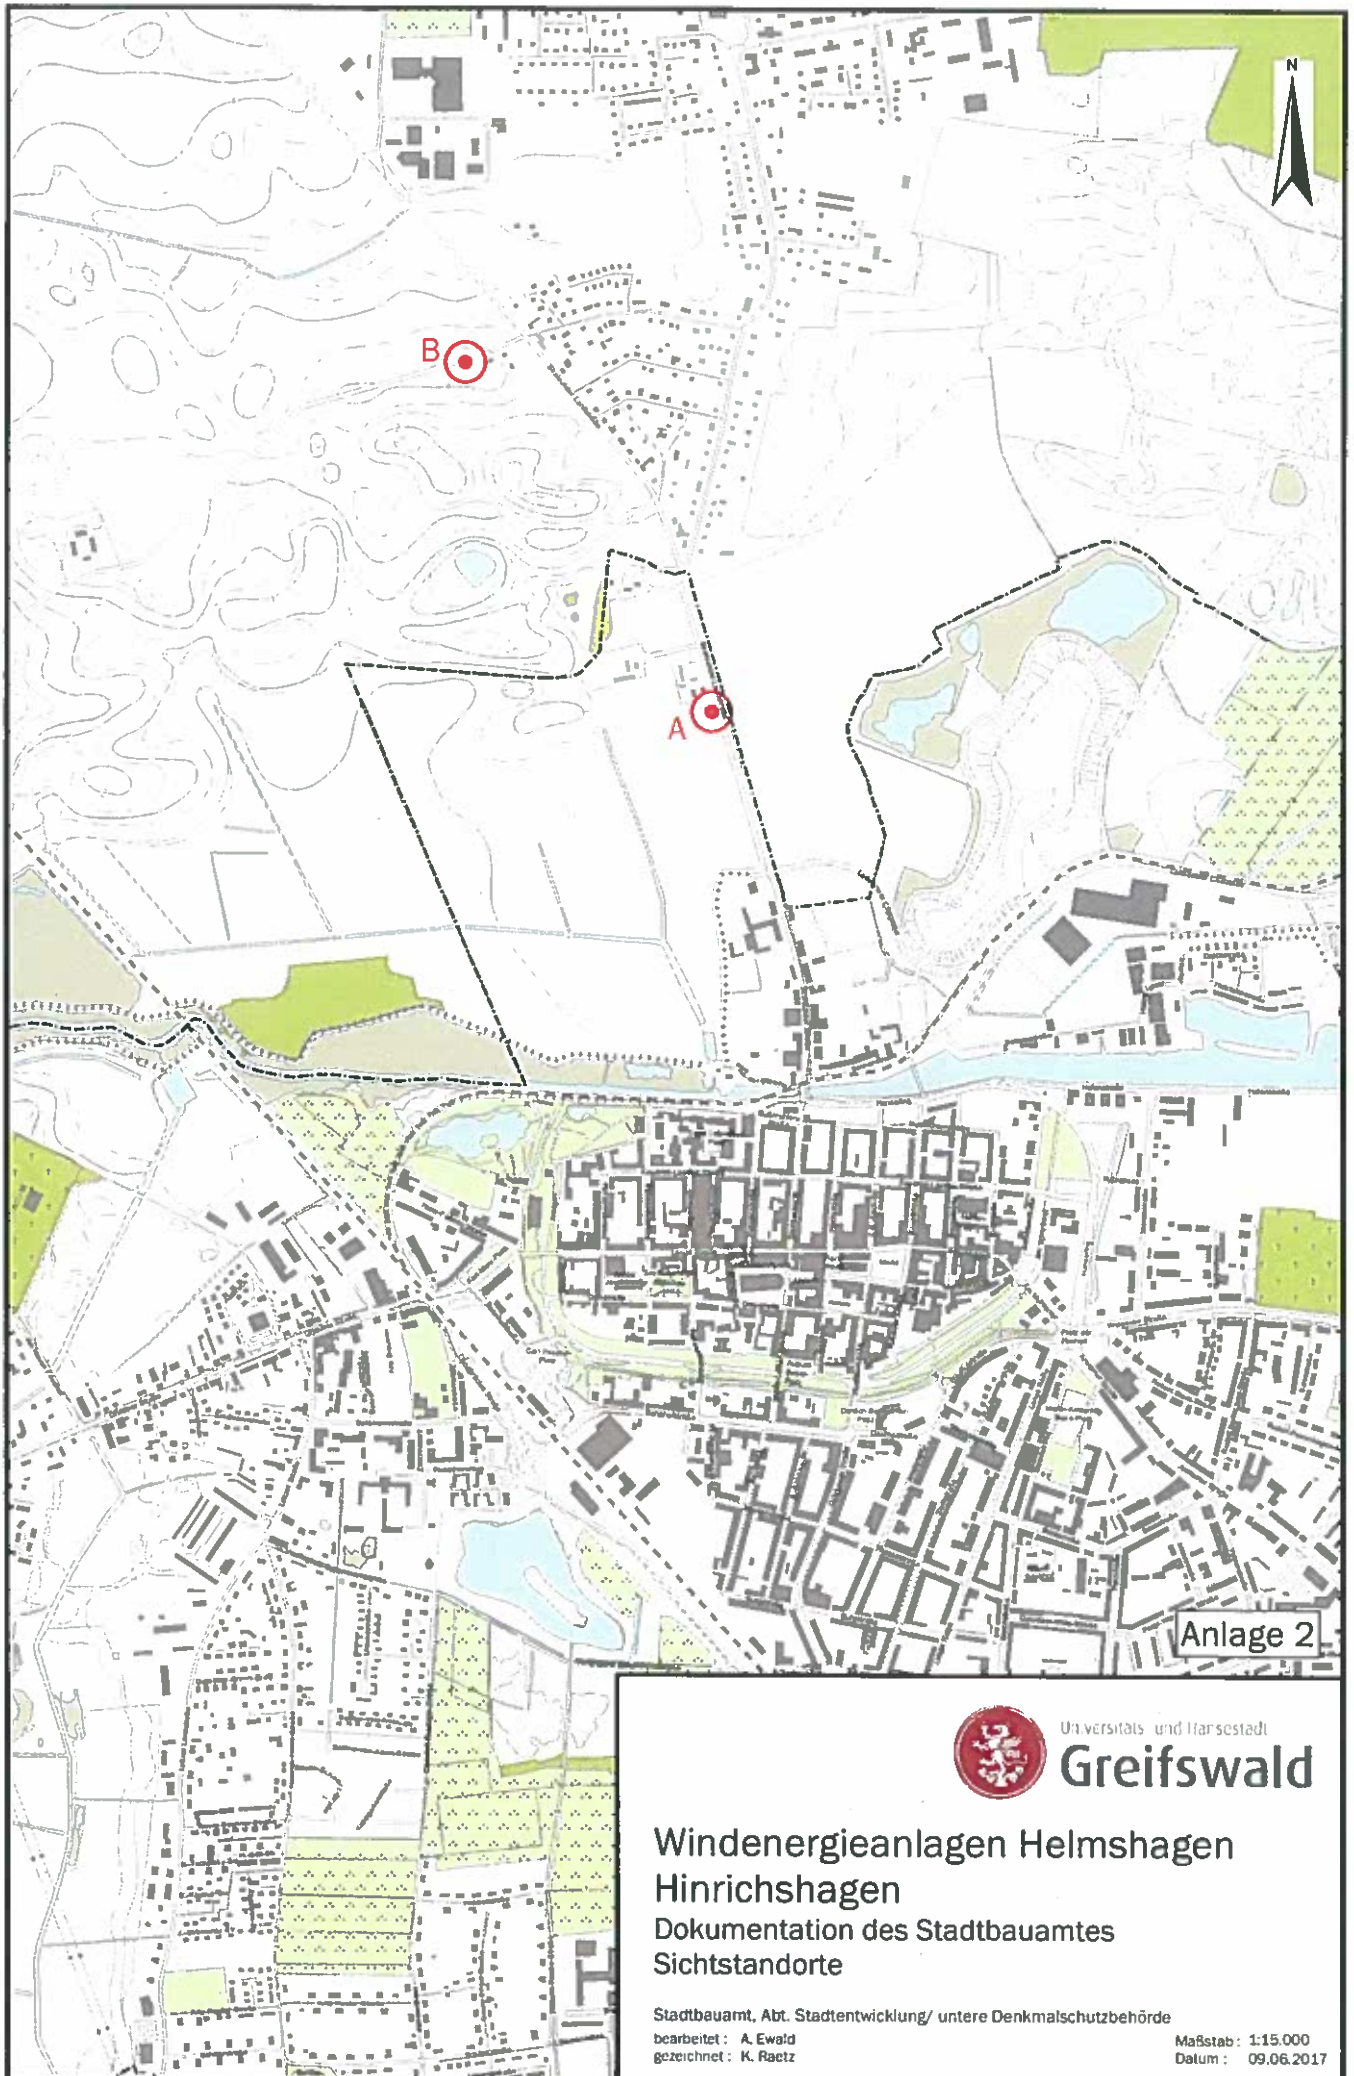 N
B
A
Anlage 2
Universitäts- und Hansestadt
Greifswald
Windenergieanlagen Helmshagen
Hinrichshagen
Dokumentation des Stadtbauamtes
Sichtstandorte
Stadtbauamt, Abt. Stadtentwicklung/ untere Denkmalschutzbehörde
bearbeitet : A. Ewald
gezeichnet : K. Raetz
Maßstab : 1:15.000
Datum : 09.06.2017